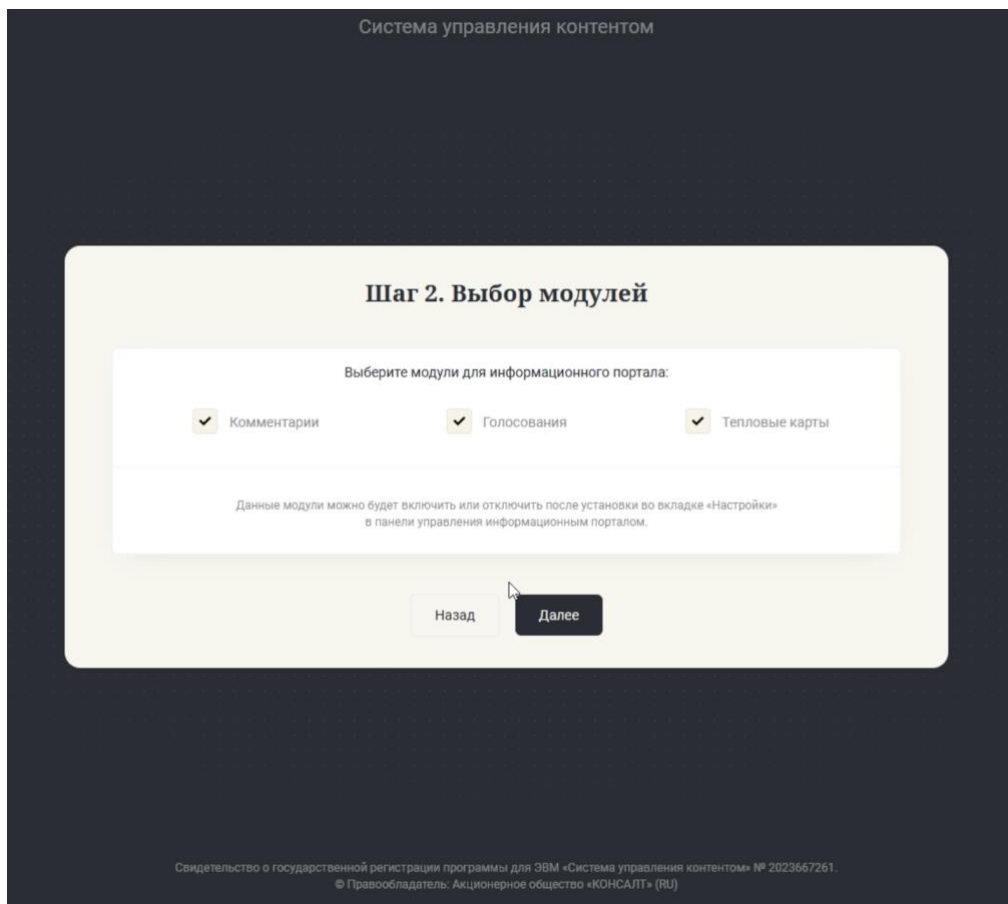 Система управления контентом
Шаг 2. Выбор модулей
Выберите модули для информационного портала:
Комментарии Голосования Тепловые карты
Данные модули можно будет включить или отключить после установки во вкладке «Настройки»
в панели управления информационным порталом.
Назад Далее
Свидетельство о государственной регистрации программы для ЭВМ «Система управления контентом» № 2023667261.
© Правообладатель: Акционерное общество «КОНСАЛТ» (RU)